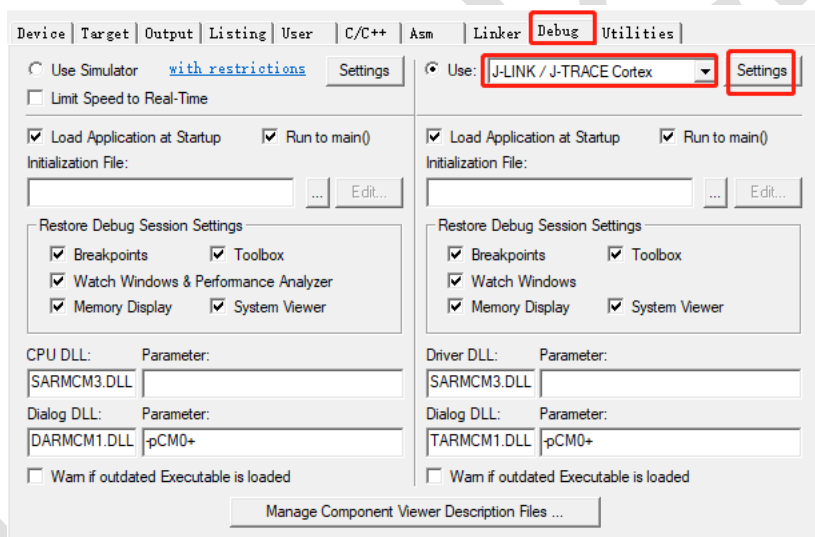 Device Target Output Listing User C/C++ Asm Linker Debug Utilities
Use Simulator with restrictions Settings
Limit Speed to Real-Time
Load Application at Startup Run to main()
Initialization File:
... Edit...
Restore Debug Session Settings
Breakpoints Toolbox
Watch Windows & Performance Analyzer
Memory Display System Viewer
CPU DLL: Parameter:
SARMCM3.DLL
Dialog DLL: Parameter:
DARMCM1.DLL -pCM0+
Warn if outdated Executable is loaded
Use: J-LINK / J-TRACE Cortex Settings
Load Application at Startup Run to main()
Initialization File:
... Edit...
Restore Debug Session Settings
Breakpoints Toolbox
Watch Windows
Memory Display System Viewer
Driver DLL: Parameter:
SARMCM3.DLL
Dialog DLL: Parameter:
TARMCM1.DLL -pCM0+
Warn if outdated Executable is loaded
Manage Component Viewer Description Files ...